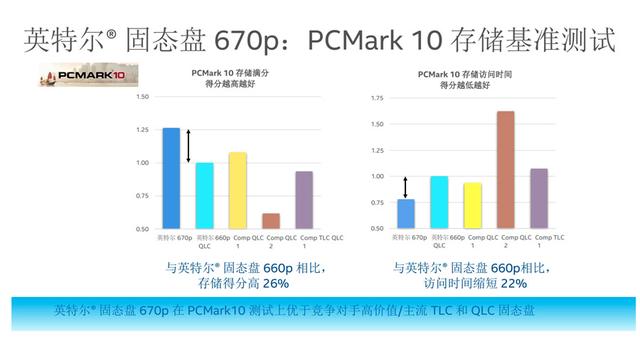 英特尔® 固态盘 670p：PCMark 10 存储基准测试
PCMARK10
PCMark 10 存储满分
得分越高越好
1.50
1.25
1.00
0.75
0.50
英特尔 670p 英特尔 660p Comp QLC Comp QLC Comp TLC QLC
QLC 1 2 1
与英特尔® 固态盘 660p 相比，
存储得分高 26%
PCMark 10 存储访问时间
得分越低越好
1.75
1.50
1.25
1.00
0.75
0.50
英特尔 670p 英特尔 660p Comp QLC Comp QLC Comp TLC
QLC 1 2 1
与英特尔® 固态盘 660p相比，
访问时间缩短 22%
英特尔® 固态盘 670p 在 PCMark10 测试上优于竞争对手高价值/主流 TLC 和 QLC 固态盘